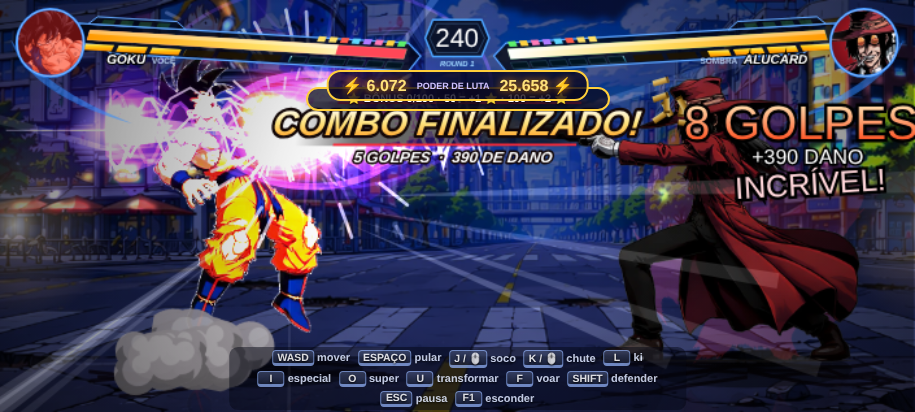 240
ROUND 1
GOKU VOCÊ
SOMBRA ALUCARD
⚡ 6.072 PODER DE LUTA 25.658 ⚡
COMBO FINALIZADO!
5 GOLPES · 390 DE DANO
8 GOLPES
+390 DANO
INCRÍVEL!
WASD mover ESPAÇO pular J / soco K / chute L ki
I especial O super U transformar F voar SHIFT defender
ESC pausa F1 esconder